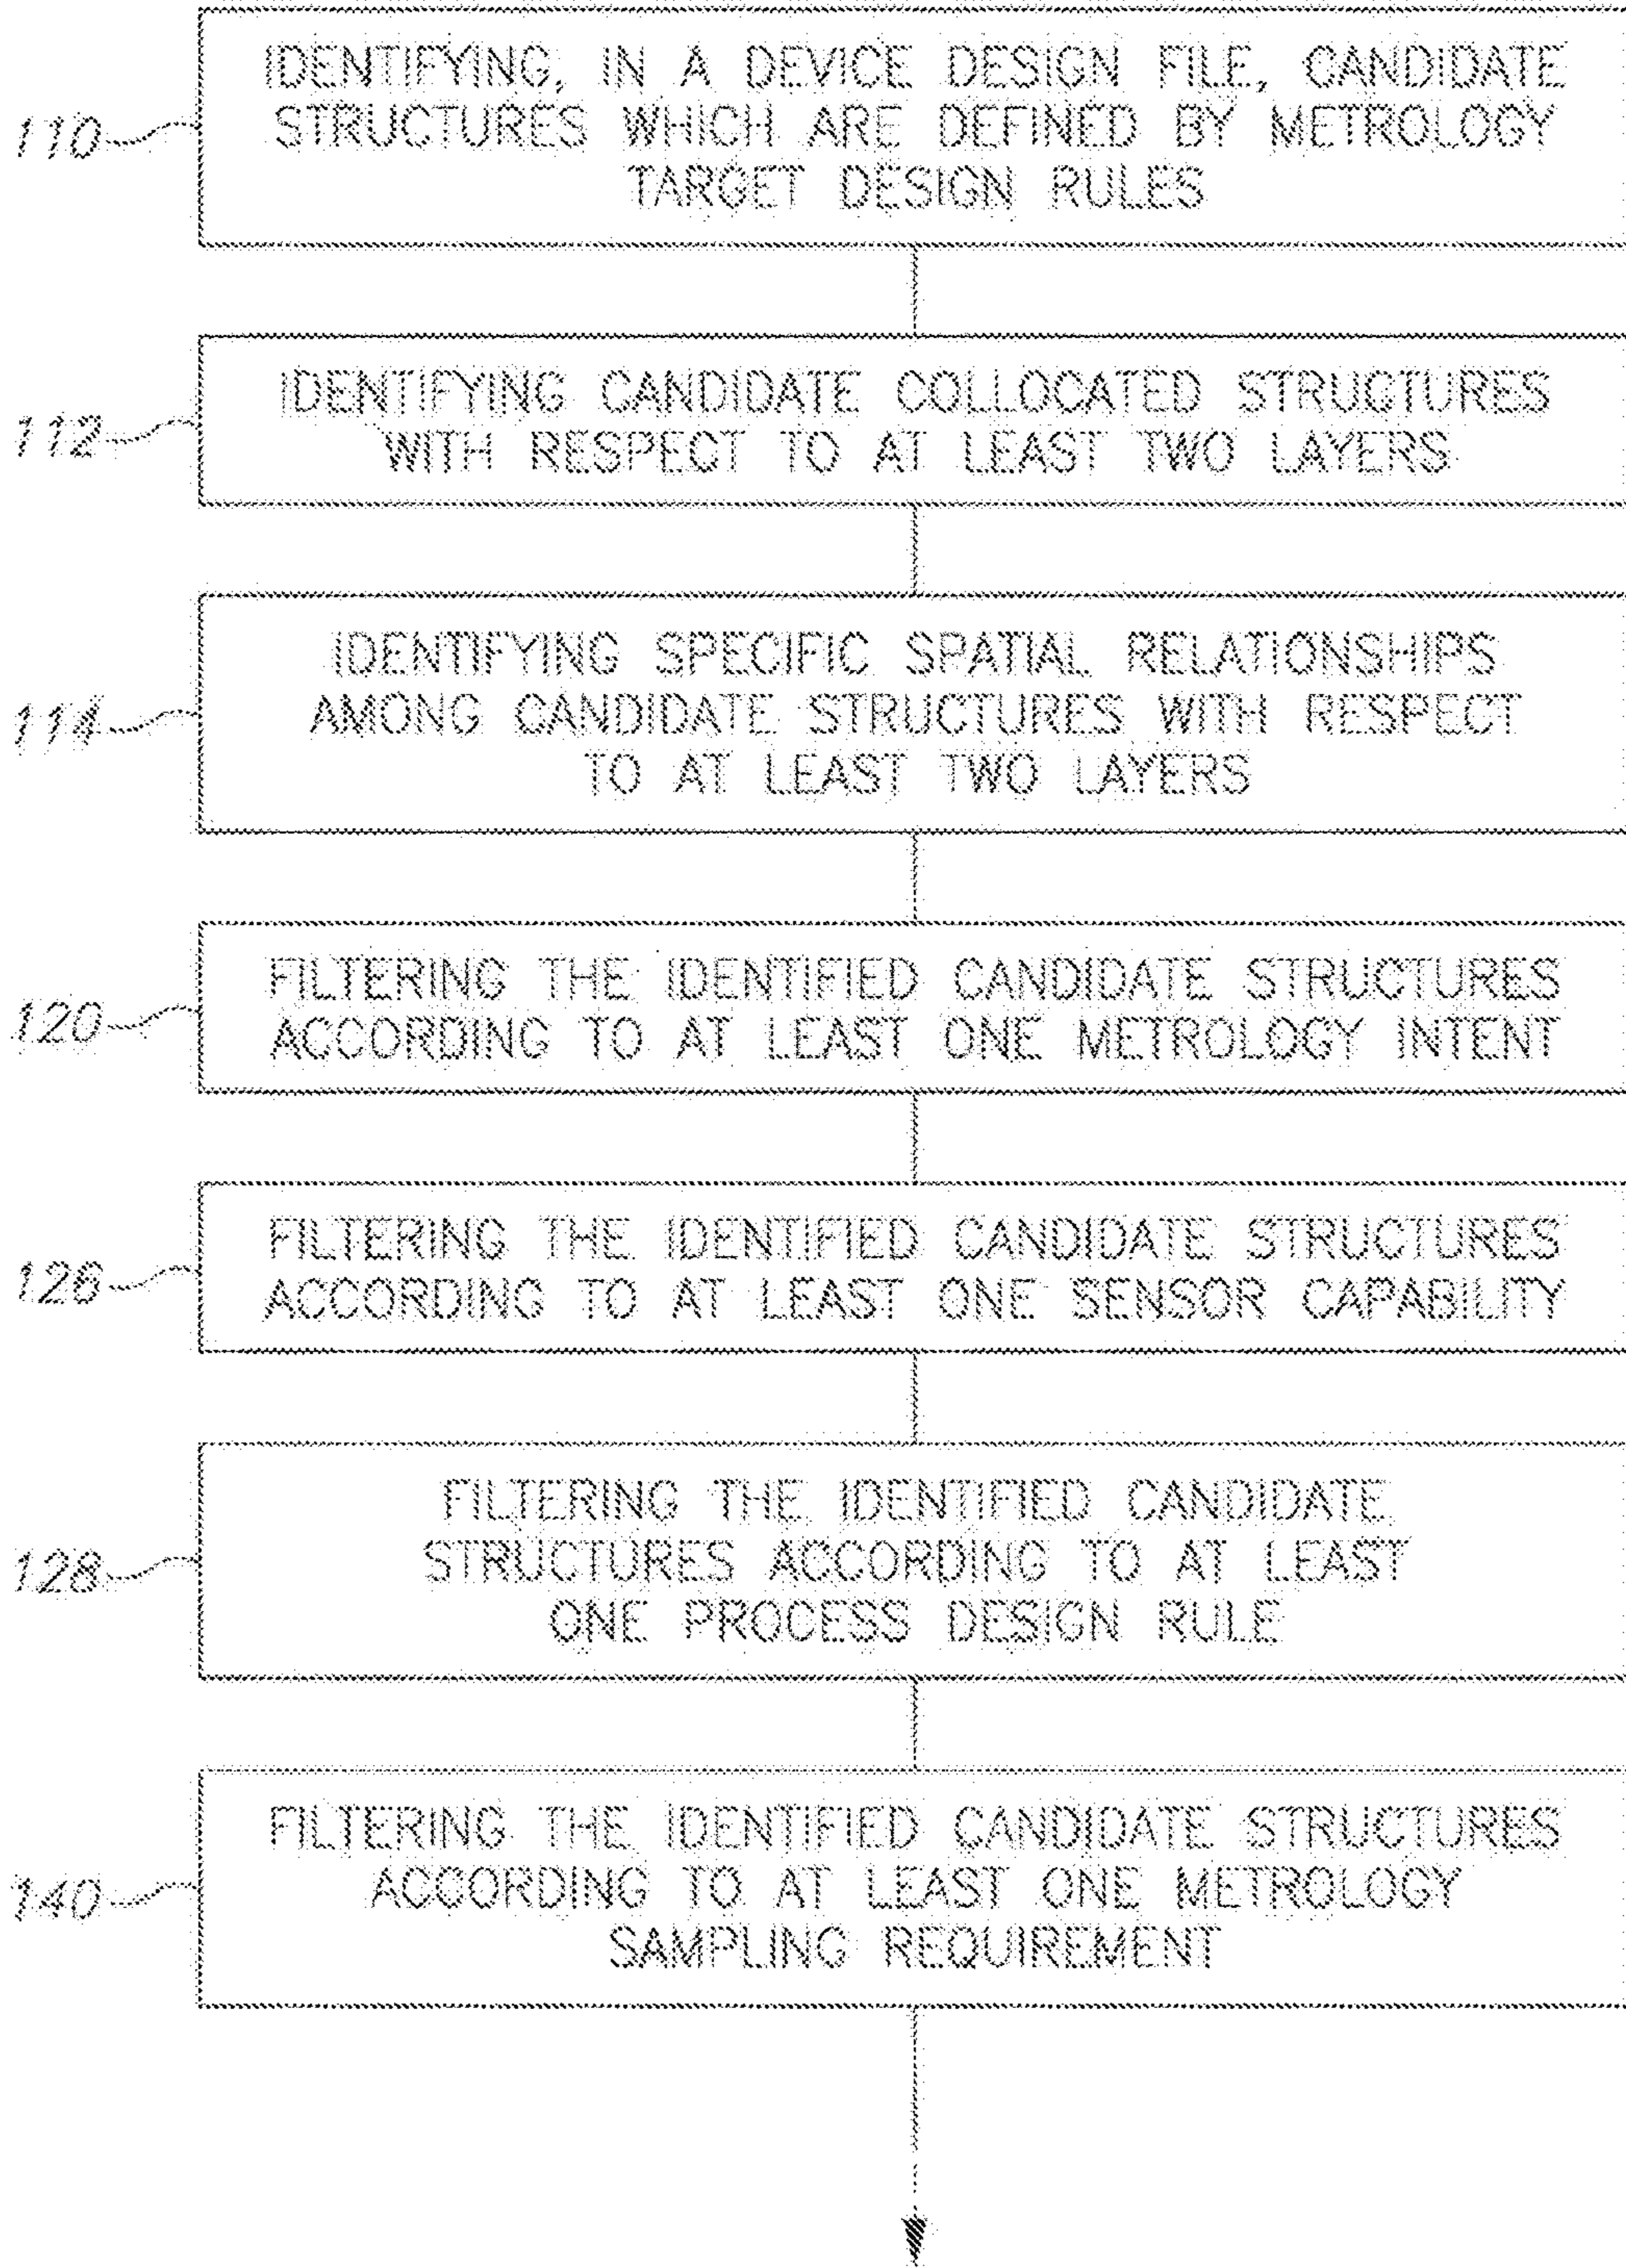 110
IDENTIFYING, IN A DEVICE DESIGN FILE, CANDIDATE
STRUCTURES WHICH ARE DEFINED BY METROLOGY
TARGET DESIGN RULES
112
IDENTIFYING CANDIDATE COLLOCATED STRUCTURES
WITH RESPECT TO AT LEAST TWO LAYERS
114
IDENTIFYING SPECIFIC SPATIAL RELATIONSHIPS
AMONG CANDIDATE STRUCTURES WITH RESPECT
TO AT LEAST TWO LAYERS
120
FILTERING THE IDENTIFIED CANDIDATE STRUCTURES
ACCORDING TO AT LEAST ONE METROLOGY INTENT
126
FILTERING THE IDENTIFIED CANDIDATE STRUCTURES
ACCORDING TO AT LEAST ONE SENSOR CAPABILITY
128
FILTERING THE IDENTIFIED CANDIDATE
STRUCTURES ACCORDING TO AT LEAST
ONE PROCESS DESIGN RULE
140
FILTERING THE IDENTIFIED CANDIDATE STRUCTURES
ACCORDING TO AT LEAST ONE METROLOGY
SAMPLING REQUIREMENT